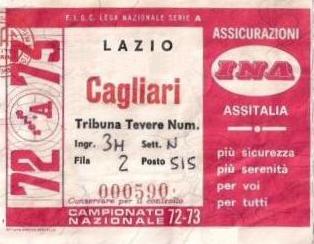 F.I.G.C. LEGA NAZIONALE SERIE A
LAZIO
Cagliari
Tribuna Tevere Num.
Ingr. 3H Sett. N
Fila 2 Posto 515
000590
Conservare per il controllo
CAMPIONATO
NAZIONALE 72-73
72 A 73
ASSICURAZIONI
INA
ASSITALIA
più sicurezza
più serenità
per voi
per tutti